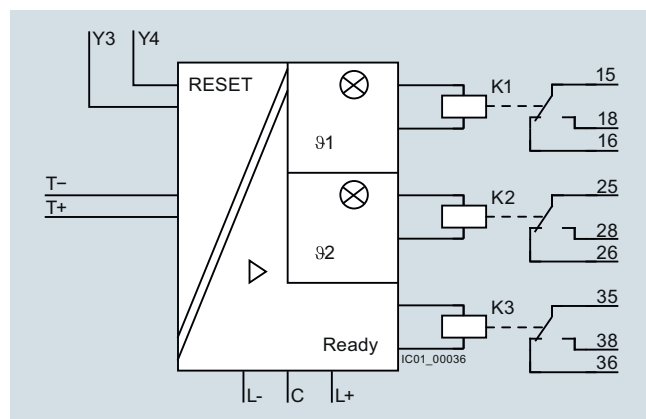 Y3 Y4
RESET
K1
15
18
16
ϑ1
T−
T+
K2
25
28
26
ϑ2
K3
35
38
36
Ready
IC01_00036
L- C L+